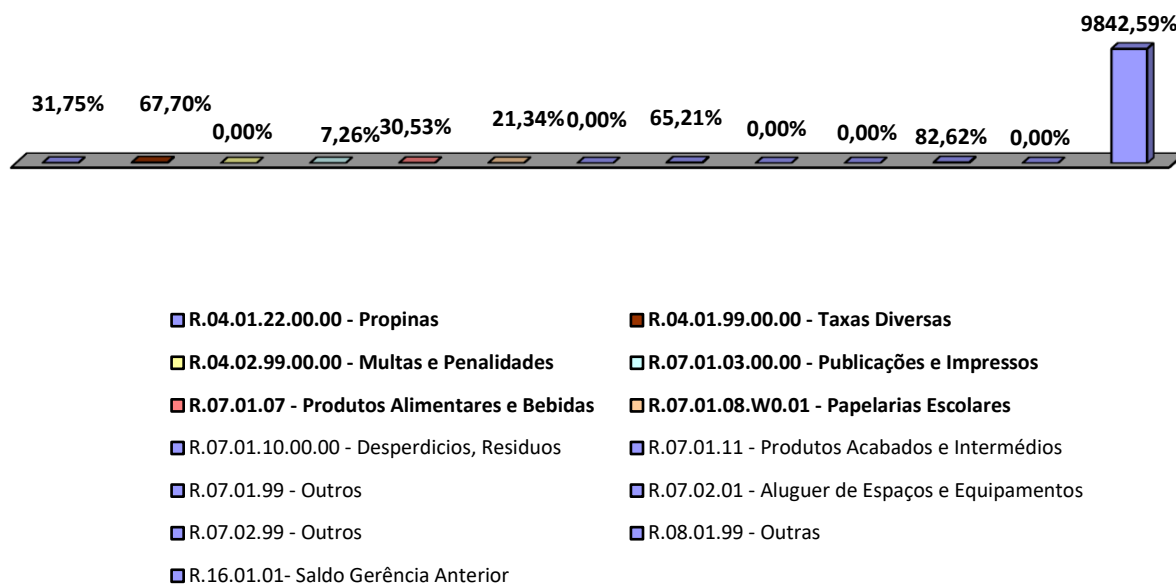 9842,59%
31,75% 67,70% 0,00% 7,26% 30,53% 21,34% 0,00% 65,21% 0,00% 0,00% 82,62% 0,00%
R.04.01.22.00.00 - Propinas R.04.01.99.00.00 - Taxas Diversas
R.04.02.99.00.00 - Multas e Penalidades R.07.01.03.00.00 - Publicações e Impressos
R.07.01.07 - Produtos Alimentares e Bebidas R.07.01.08.W0.01 - Papelarias Escolares
R.07.01.10.00.00 - Desperdicios, Residuos R.07.01.11 - Produtos Acabados e Intermédios
R.07.01.99 - Outros R.07.02.01 - Aluguer de Espaços e Equipamentos
R.07.02.99 - Outros R.08.01.99 - Outras
R.16.01.01- Saldo Gerência Anterior